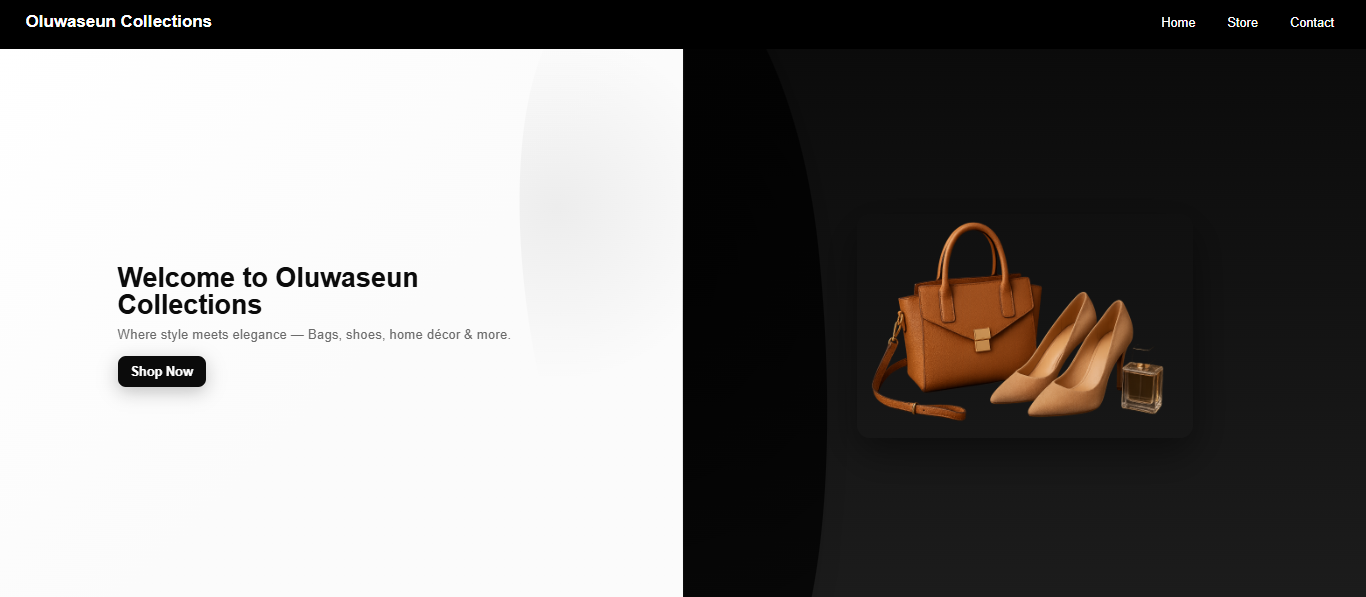 Oluwaseun Collections
Home Store Contact
Welcome to Oluwaseun
Collections
Where style meets elegance — Bags, shoes, home décor & more.
Shop Now